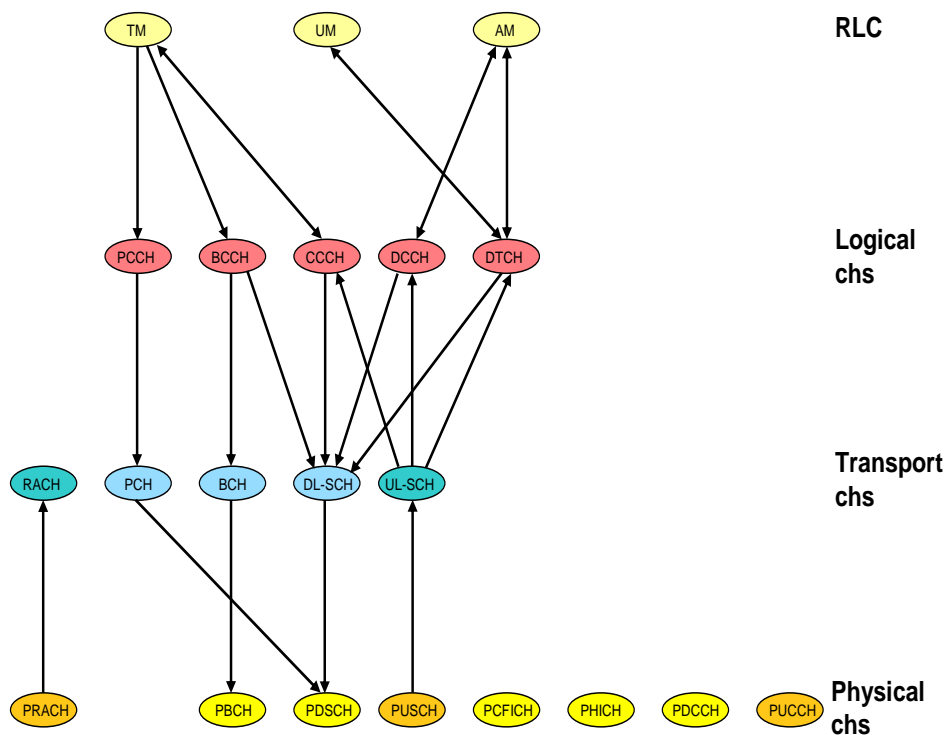 TM UM AM RLC
PCCH BCCH CCCH DCCH DTCH Logical
chs
RACH PCH BCH DL-SCH UL-SCH Transport
chs
PRACH PBCH PDSCH PUSCH PCFICH PHICH PDCCH PUCCH Physical
chs